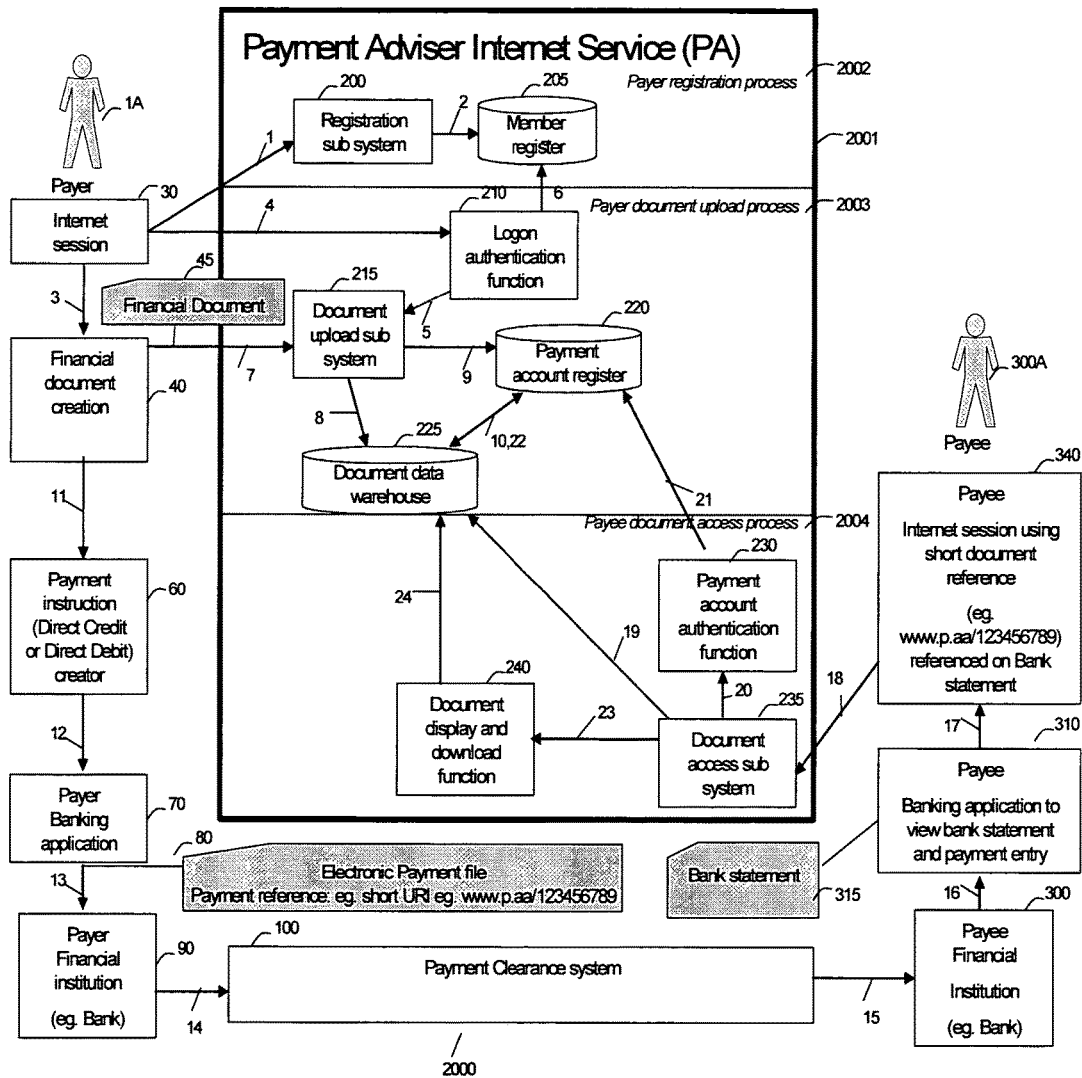 Payment Adviser Internet Service (PA)
2002
Payer registration process
1A
200
205
2
Registration
sub system
Member
register
1
2001
Payer
30
210
6
Payer document upload process
2003
Internet
session
4
Logon
authentication
function
45
215
3
Financial Document
5
220
Document
upload sub
system
Payment
account register
7
9
Financial
document
creation
40
300A
8
225
10,22
Payee
Document data
warehouse
340
11
21
Payee document access process
2004
Payee
Internet session using
short document
reference
(eg.
www.p.aa/123456789)
referenced on Bank
statement
230
Payment
account
authentication
function
Payment
instruction
(Direct Credit
or Direct Debit)
creator
60
24
19
18
240
20
235
Document
display and
download
function
23
Document
access sub
system
12
17
310
Payer
Banking
application
70
Payee
Banking application to
view bank statement
and payment entry
80
13
Electronic Payment file
Payment reference: eg. short URI eg. www.p.aa/123456789
Bank statement
315
16
300
Payer
Financial
institution
(eg. Bank)
90
100
Payment Clearance system
Payee
Financial
Institution
(eg. Bank)
14
15
2000